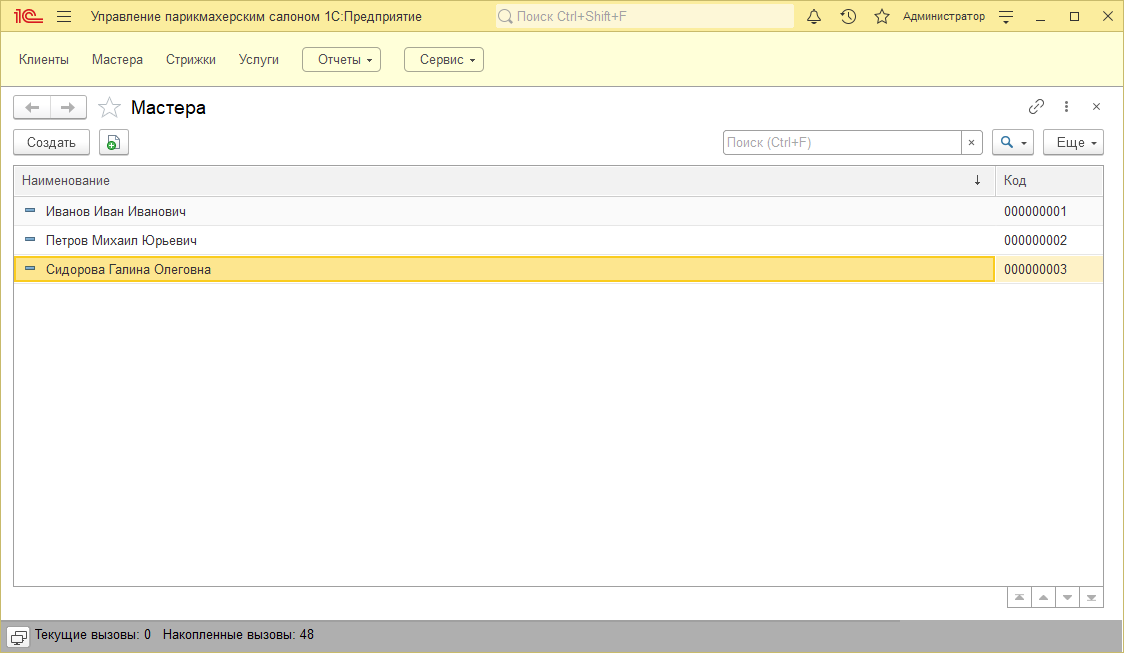 1С Управление парикмахерским салоном 1С:Предприятие Поиск Ctrl+Shift+F Администратор
Клиенты Мастера Стрижки Услуги Отчеты Сервис
Мастера
Создать Поиск (Ctrl+F) × Еще
Наименование ↓ Код
Иванов Иван Иванович 000000001
Петров Михаил Юрьевич 000000002
Сидорова Галина Олеговна 000000003
Текущие вызовы: 0 Накопленные вызовы: 48